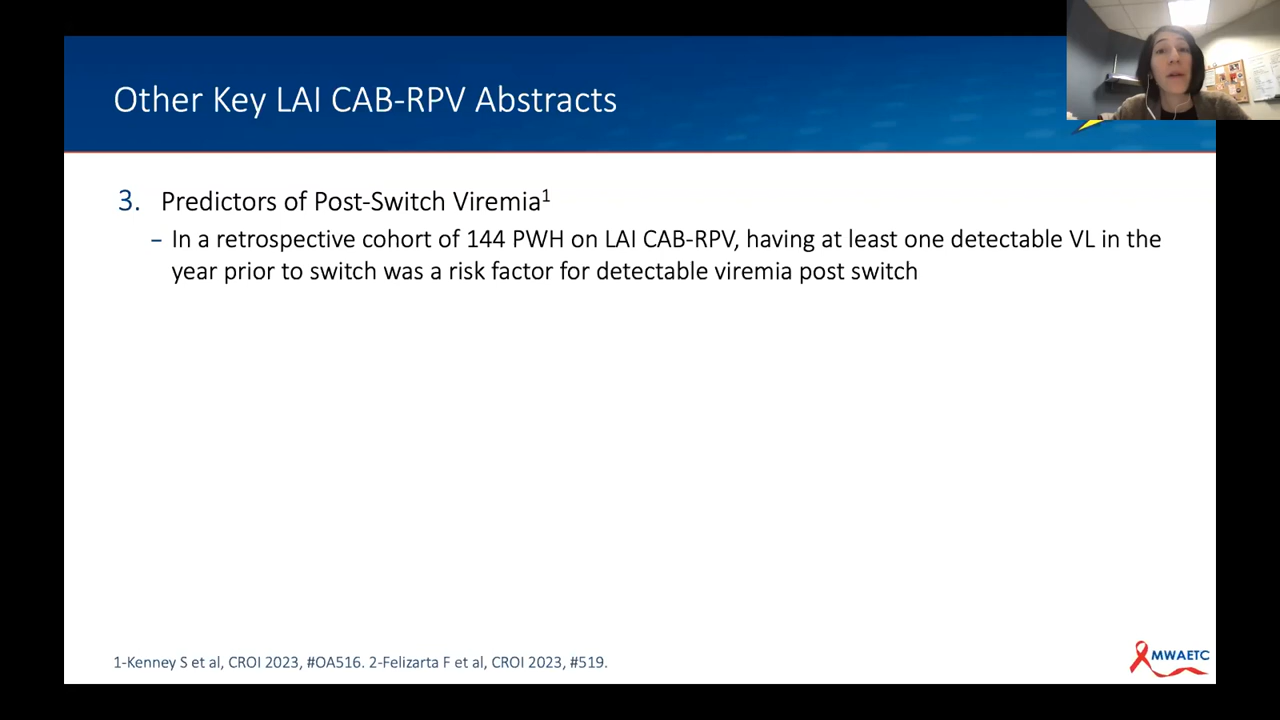 Other Key LAI CAB-RPV Abstracts
3. Predictors of Post-Switch Viremia¹
– In a retrospective cohort of 144 PWH on LAI CAB-RPV, having at least one detectable VL in the
year prior to switch was a risk factor for detectable viremia post switch
1-Kenney S et al, CROI 2023, #OA516. 2-Felizarta F et al, CROI 2023, #519.
MWAETC